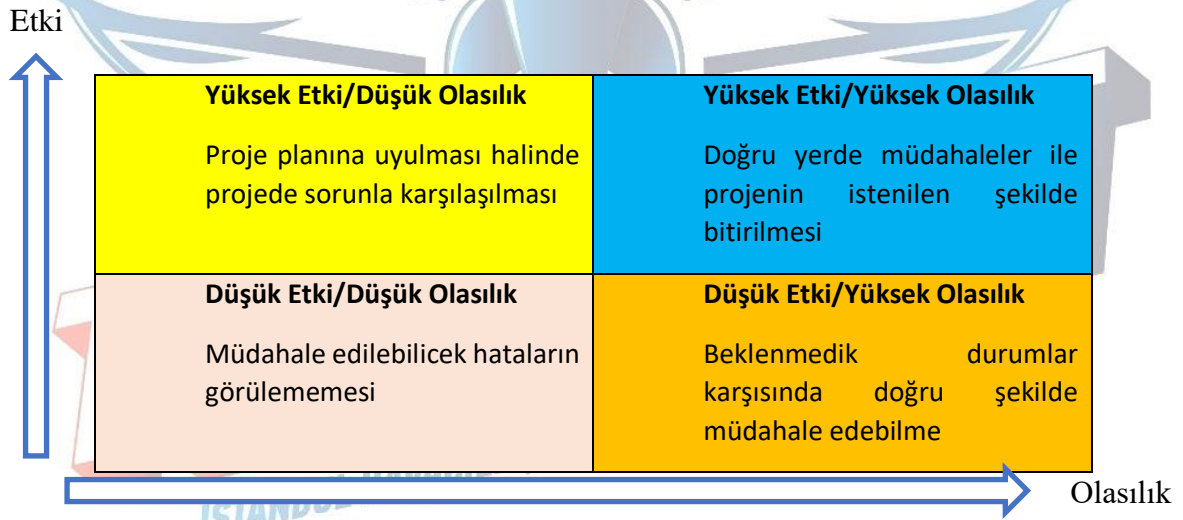 Etki
Yüksek Etki/Düşük Olasılık
Proje planına uyulması halinde
projede sorunla karşılaşılması
Yüksek Etki/Yüksek Olasılık
Doğru yerde müdahaleler ile
projenin istenilen şekilde
bitirilmesi
Düşük Etki/Düşük Olasılık
Müdahale edilebilicek hataların
görülememesi
Düşük Etki/Yüksek Olasılık
Beklenmedik durumlar
karşısında doğru şekilde
müdahale edebilme
Olasılık